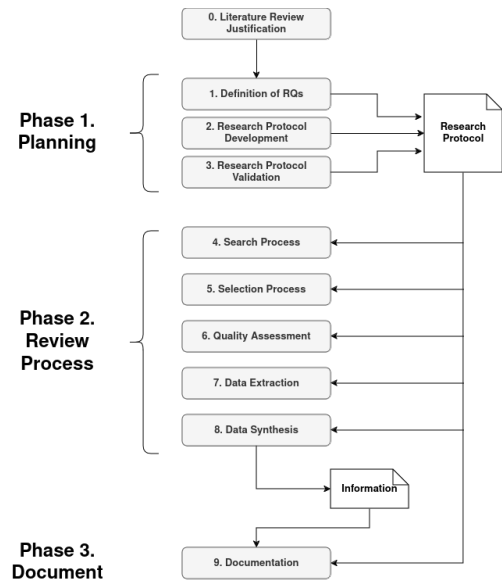 0. Literature Review
Justification
Phase 1.
Planning
1. Definition of RQs
2. Research Protocol
Development
3. Research Protocol
Validation
Research
Protocol
Phase 2.
Review
Process
4. Search Process
5. Selection Process
6. Quality Assessment
7. Data Extraction
8. Data Synthesis
Information
Phase 3.
Document
9. Documentation